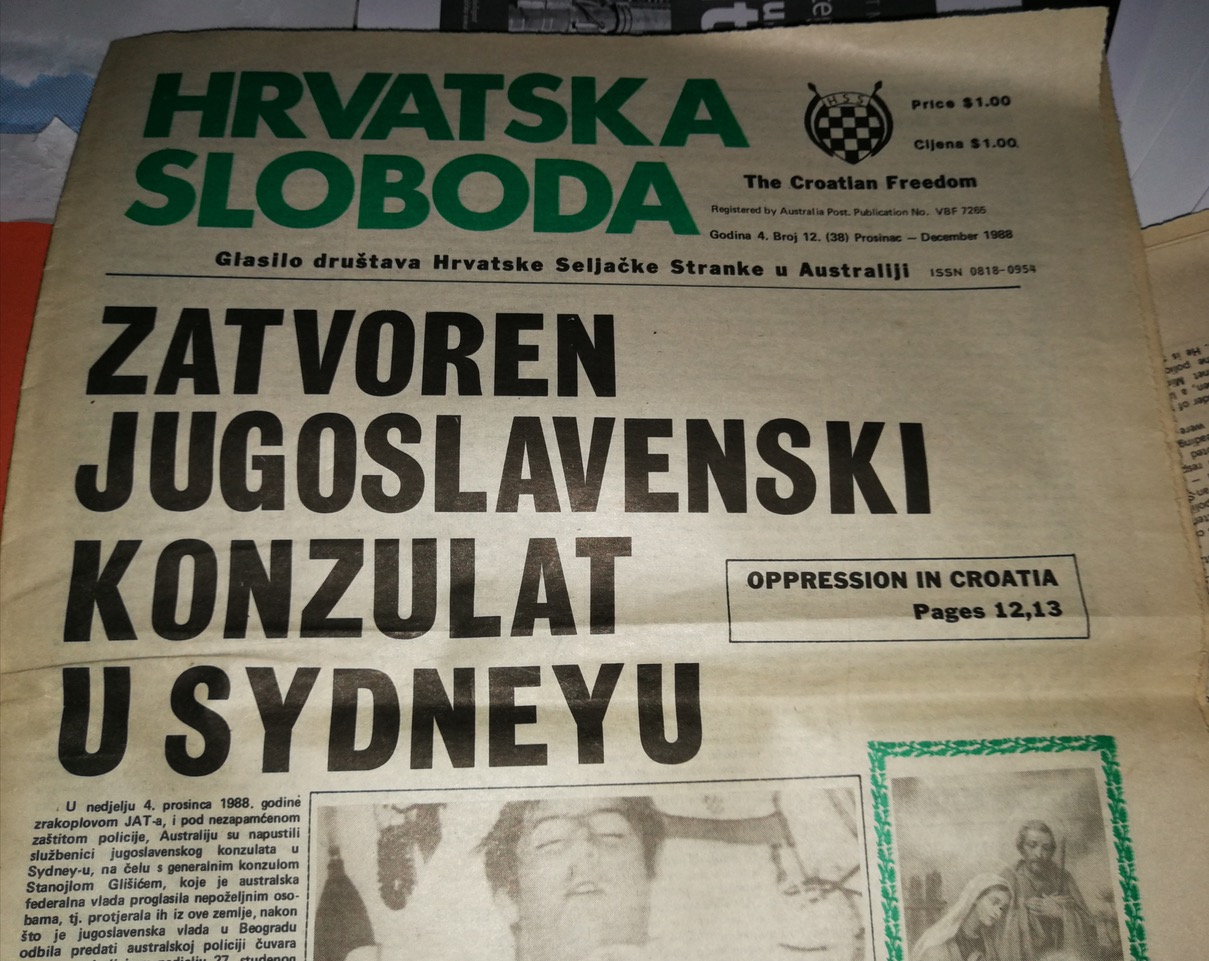 HRVATSKA
SLOBODA
HSS
Price $1.00
Cijena $1.00
The Croatian Freedom
Registered by Australia Post. Publication No. VBF 7265
Godina 4. Broj 12. (38) Prosinac — December 1988
Glasilo društava Hrvatske Seljačke Stranke u Australiji ISSN 0818-0954
ZATVOREN
JUGOSLAVENSKI
KONZULAT
U SYDNEYU
OPPRESSION IN CROATIA
Pages 12,13
U nedjelju 4. prosinca 1988. godine
zrakoplovom JAT-a, i pod nezapamćenom
zaštitom policije, Australiju su napustili
službenici jugoslavenskog konzulata u
Sydney-u, na čelu s generalnim konzulom
Stanojlom Glišićem, koje je australska
federalna vlada proglasila nepoželjnim oso-
bama, tj. protjerala ih iz ove zemlje, nakon
što je jugoslavenska vlada u Beogradu
odbila predati australskoj policiji čuvara
nedjelju 27. studenog